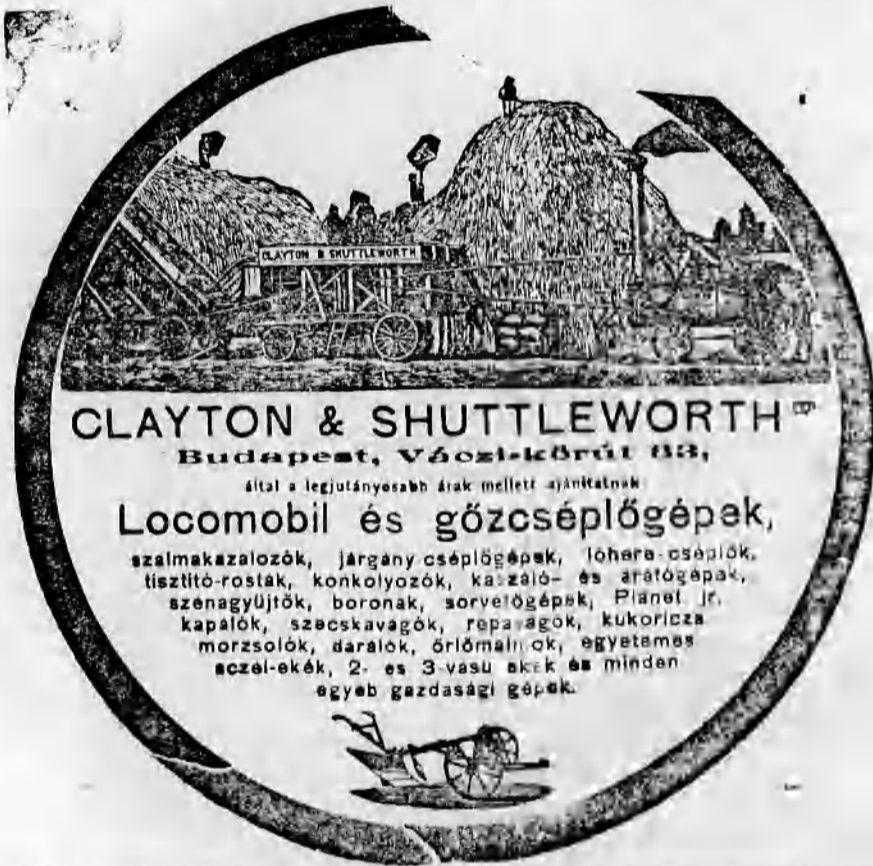 CLAYTON & SHUTTLEWORTH
CLAYTON & SHUTTLEWORTH
Budapest, Váczi-körút 63,
által a legjutányosabb árak mellett ajánltatnak
Locomobil és gőzcséplőgépek,
szalmakazalozók, járgány cséplőgépek, lóhere-cséplők,
tisztitó-rosták, konkolyozók, kaszáló- és aratógépek,
szénagyüjtők, boronák, sorvetőgépek, Planet jr.
kapálók, szecskavágók, répavágók, kukoricza
morzsolók, darálók, őrlőmalmok, egyetemes
aczél-ekék, 2- és 3-vasu ekék és minden
egyéb gazdasági gépek.